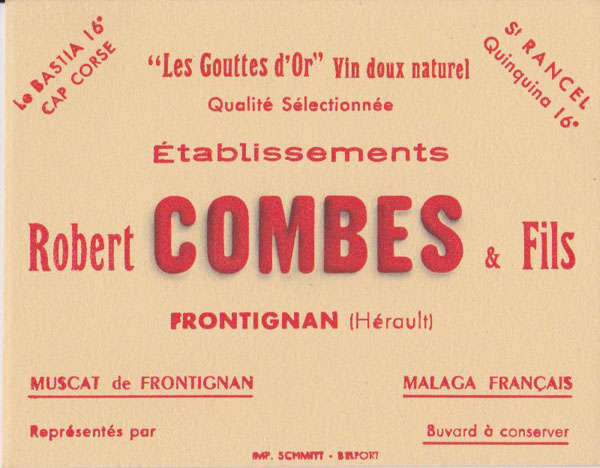 Le BASTIA 16°
CAP CORSE
St RANCEL
Quinquina 16°
"Les Gouttes d'Or" Vin doux naturel
Qualité Sélectionnée
Établissements
Robert COMBES & Fils
FRONTIGNAN (Hérault)
MUSCAT de FRONTIGNAN
MALAGA FRANÇAIS
Représentés par
Buvard à conserver
IMP. SCHMITT - BELFORT